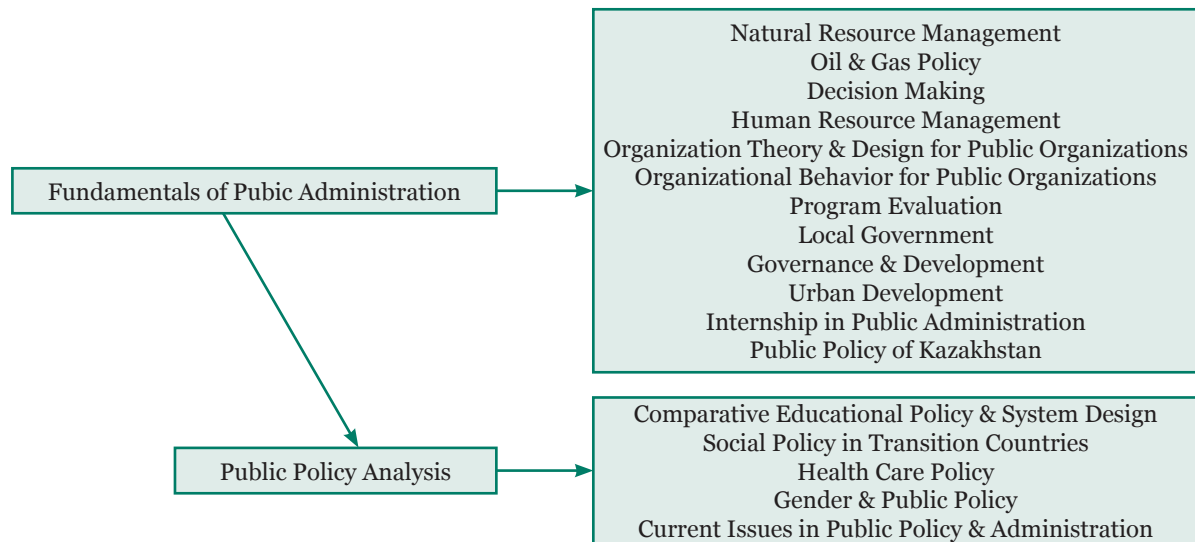 Fundamentals of Pubic Administration
Natural Resource Management
Oil & Gas Policy
Decision Making
Human Resource Management
Organization Theory & Design for Public Organizations
Organizational Behavior for Public Organizations
Program Evaluation
Local Government
Governance & Development
Urban Development
Internship in Public Administration
Public Policy of Kazakhstan
Public Policy Analysis
Comparative Educational Policy & System Design
Social Policy in Transition Countries
Health Care Policy
Gender & Public Policy
Current Issues in Public Policy & Administration